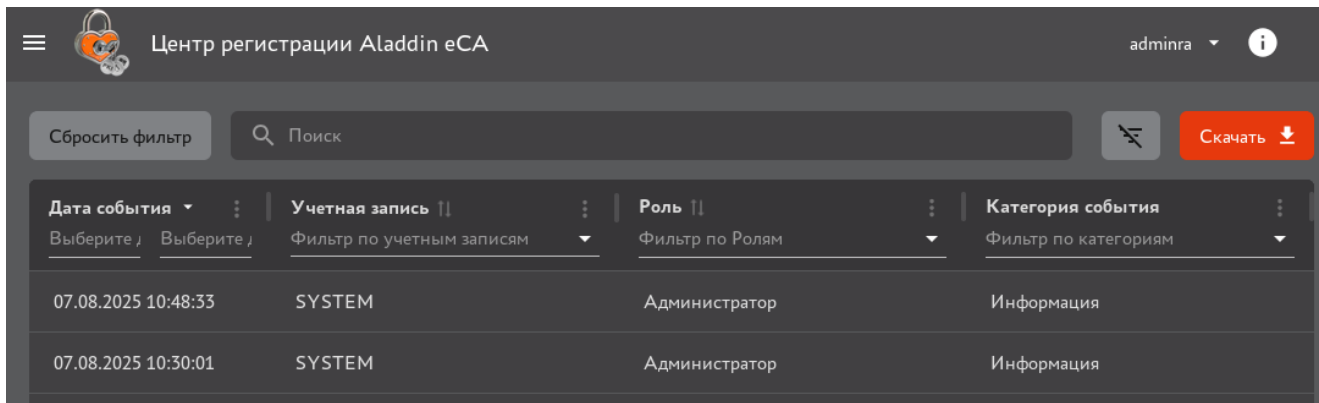 Центр регистрации Aladdin eCA
adminra
Сбросить фильтр
Поиск
Скачать
Дата события
Учетная запись
Роль
Категория события
Выберите
Выберите
Фильтр по учетным записям
Фильтр по Ролям
Фильтр по категориям
07.08.2025 10:48:33 SYSTEM Администратор Информация
07.08.2025 10:30:01 SYSTEM Администратор Информация